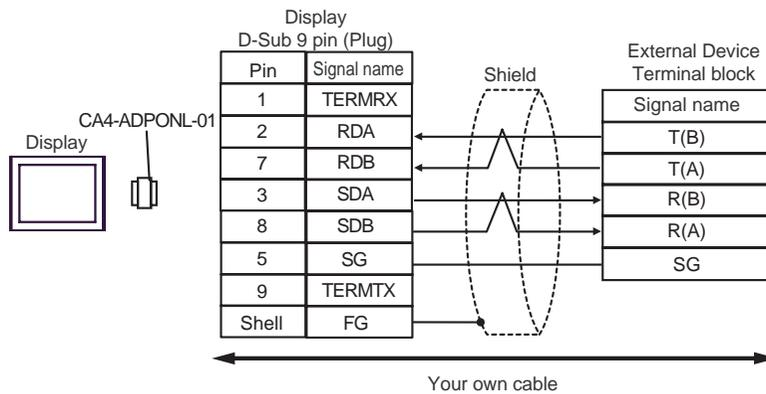 Display
D-Sub 9 pin (Plug)
Pin Signal name
1 TERMRX
2 RDA
7 RDB
3 SDA
8 SDB
5 SG
9 TERMTX
Shell FG
CA4-ADPONL-01
Display
Shield
External Device
Terminal block
Signal name
T(B)
T(A)
R(B)
R(A)
SG
Your own cable